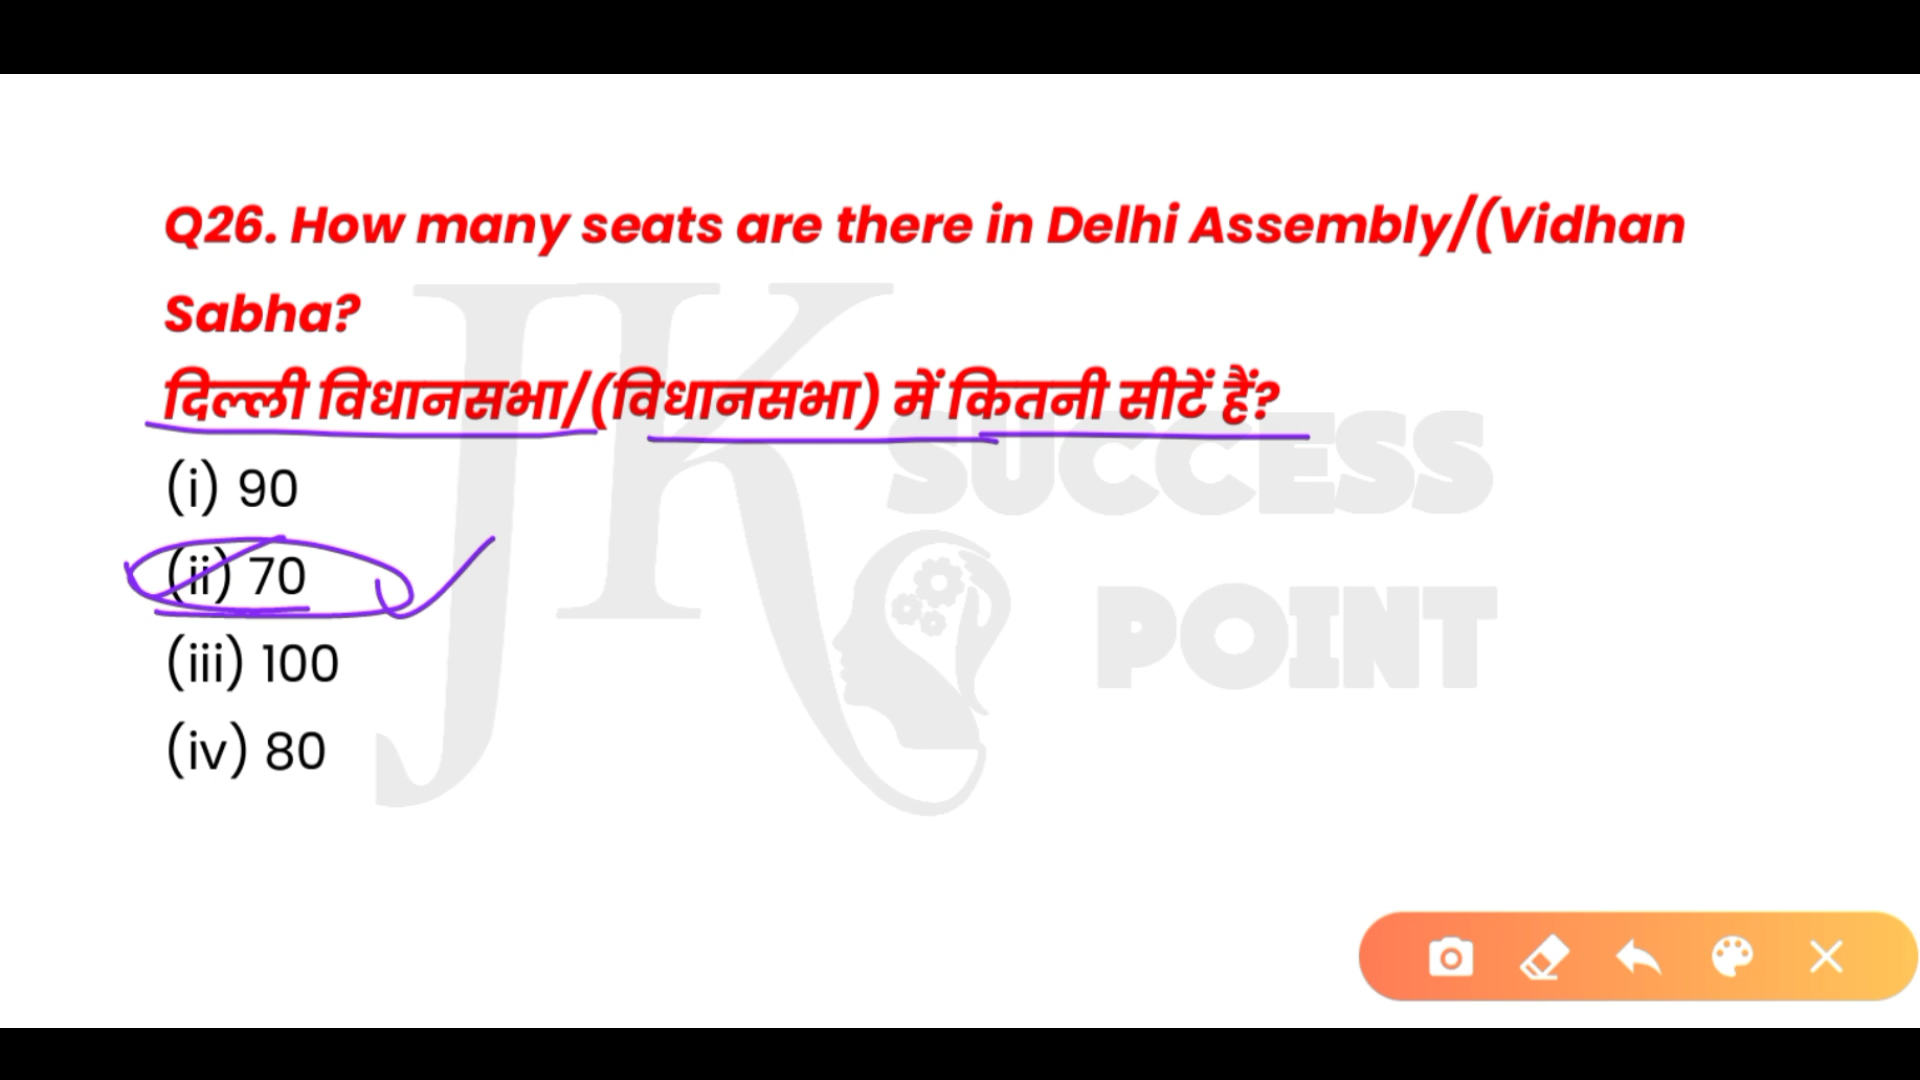 Q26. How many seats are there in Delhi Assembly/(Vidhan
Sabha?
दिल्ली विधानसभा/(विधानसभा) में कितनी सीटें हैं?
(i) 90
(ii) 70
(iii) 100
(iv) 80
JK SUCCESS
POINT